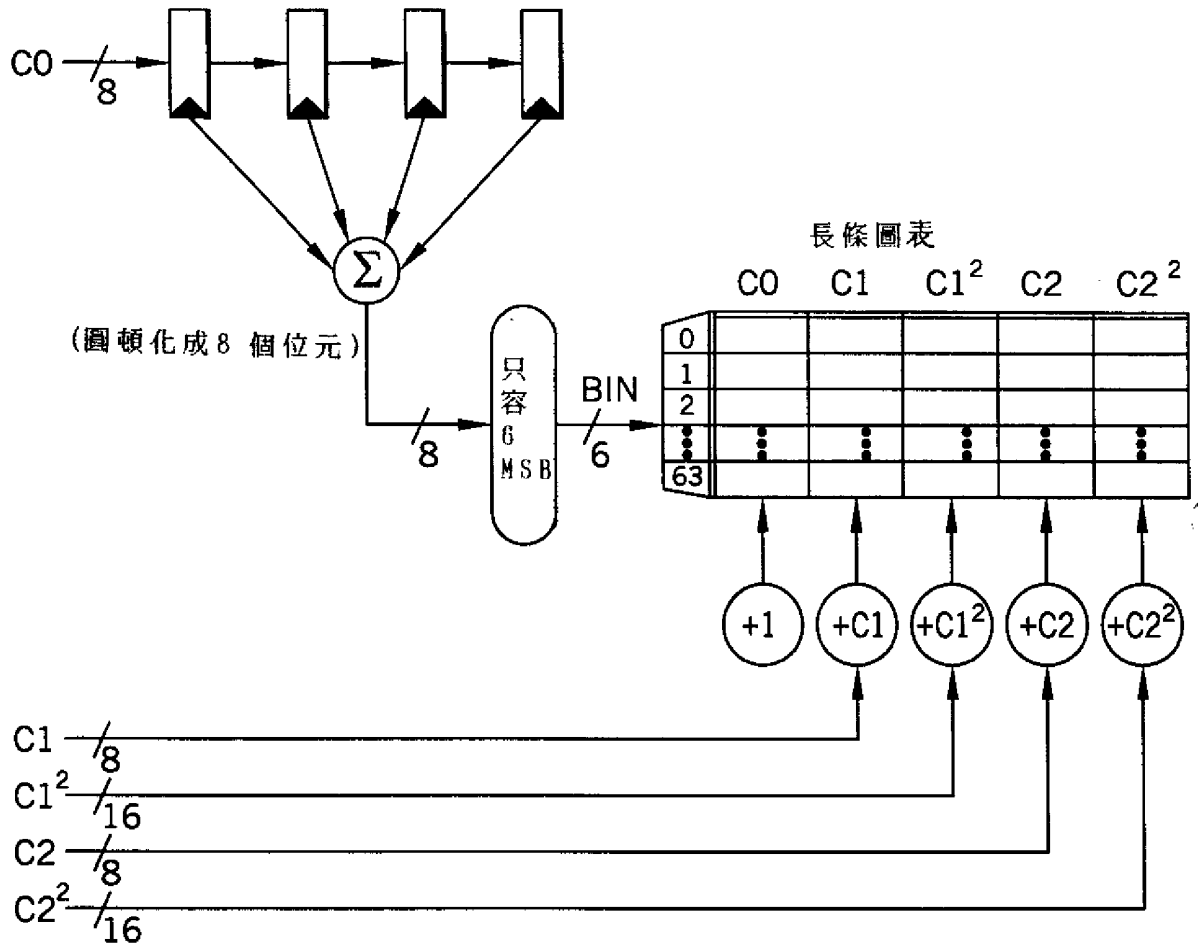 C0
8
Σ
(圓頓化成8 個位元)
8
只容6 MSB
BIN
6
長條圖表
C0 C1 C1² C2 C2²
0
1
2
63
+1 +C1 +C1² +C2 +C2²
C1
8
C1²
16
C2
8
C2²
16